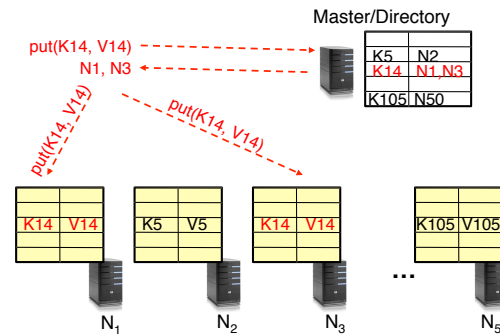 Master/Directory
put(K14, V14)
N1, N3
K5 N2
K14 N1,N3
K105 N50
put(K14, V14)
put(K14, V14)
K14 V14
K5 V5
K14 V14
K105 V105
...
N1
N2
N3
N5